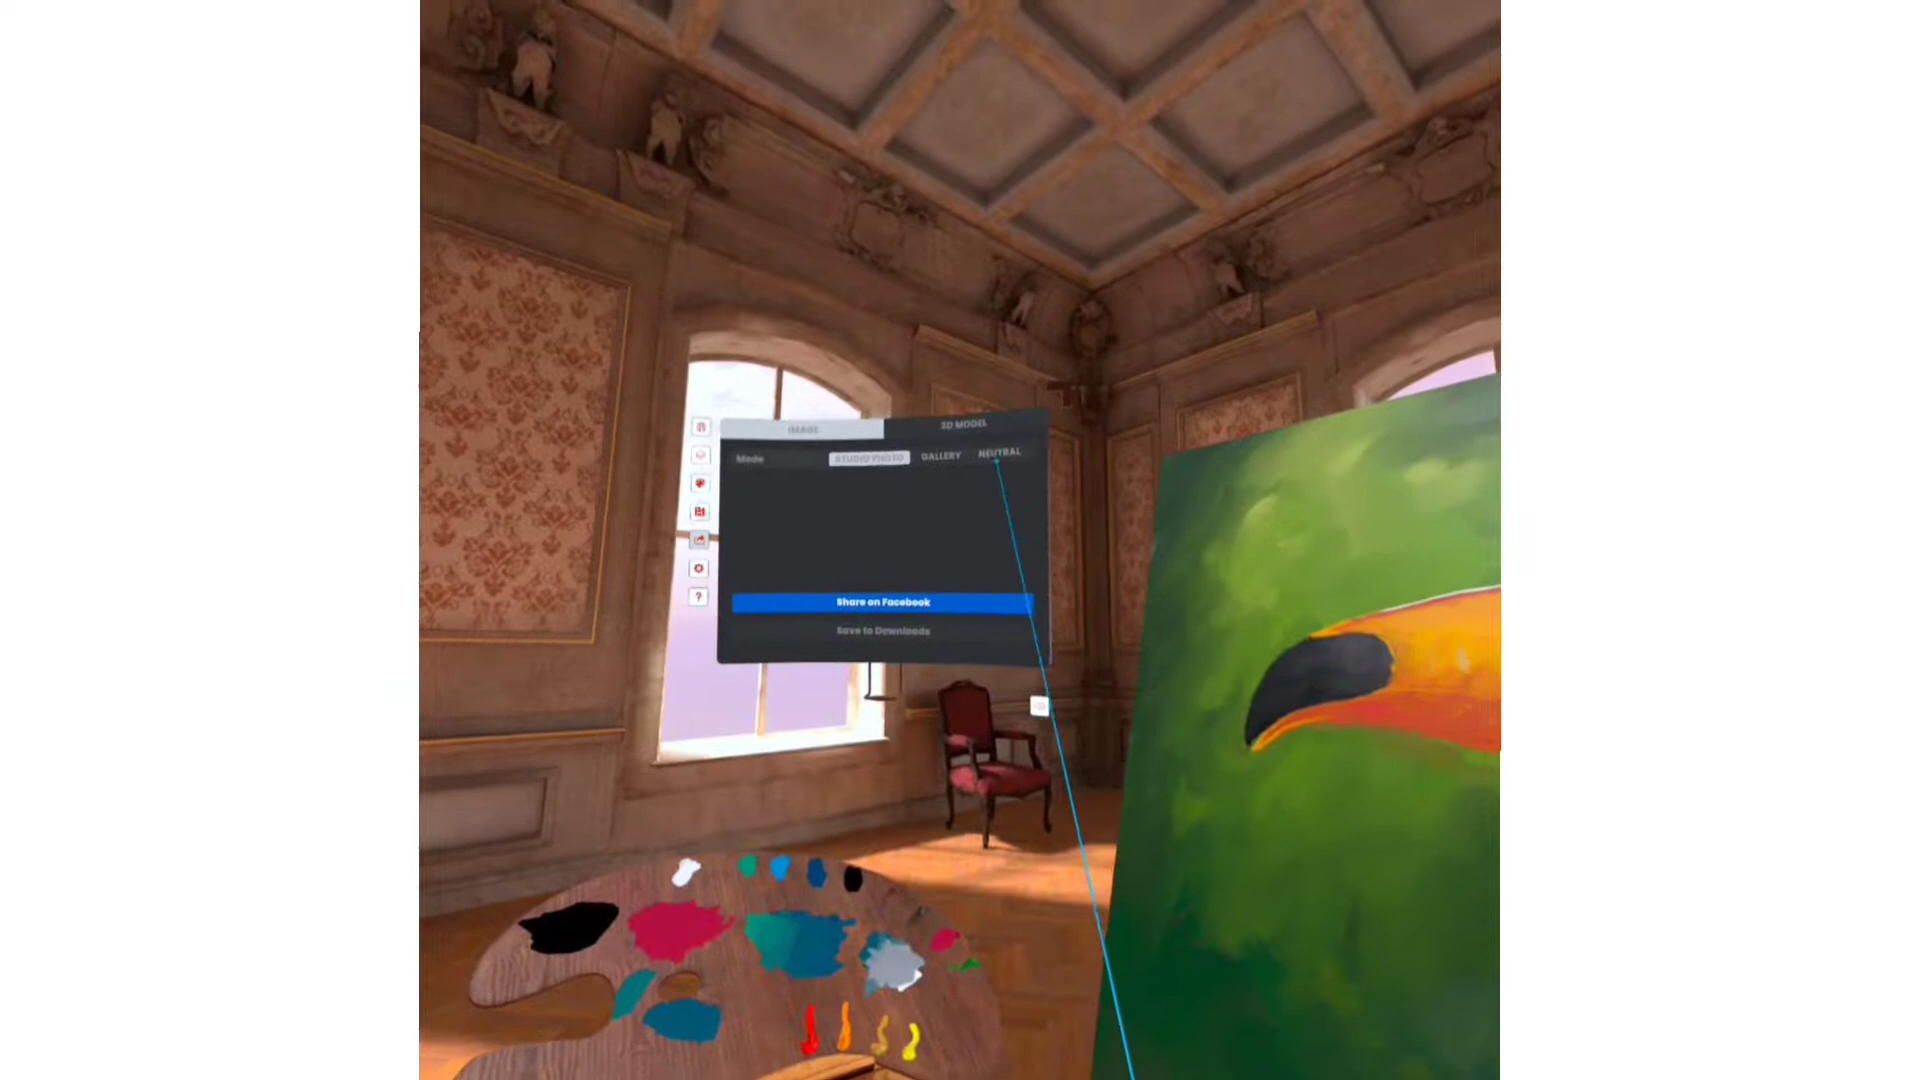 IMAGE
3D MODEL
Mode
STUDIO PHOTO
GALLERY
NEUTRAL
Share on Facebook
Save to Downloads
?